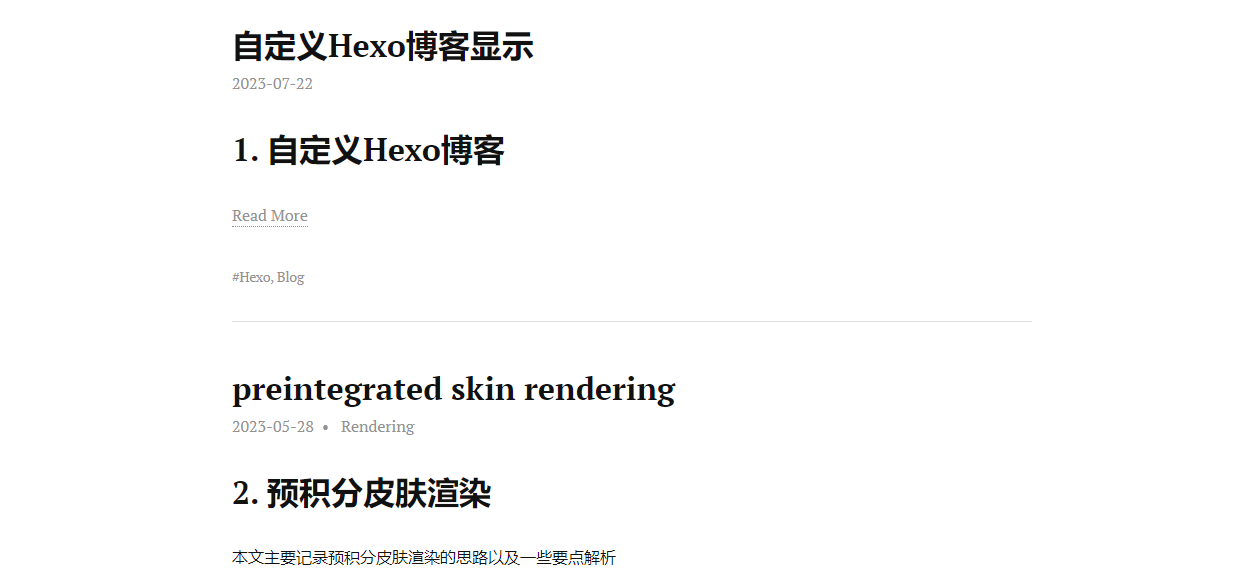 自定义Hexo博客显示
2023-07-22
1. 自定义Hexo博客
Read More
#Hexo, Blog
preintegrated skin rendering
2023-05-28 • Rendering
2. 预积分皮肤渲染
本文主要记录预积分皮肤渲染的思路以及一些要点解析